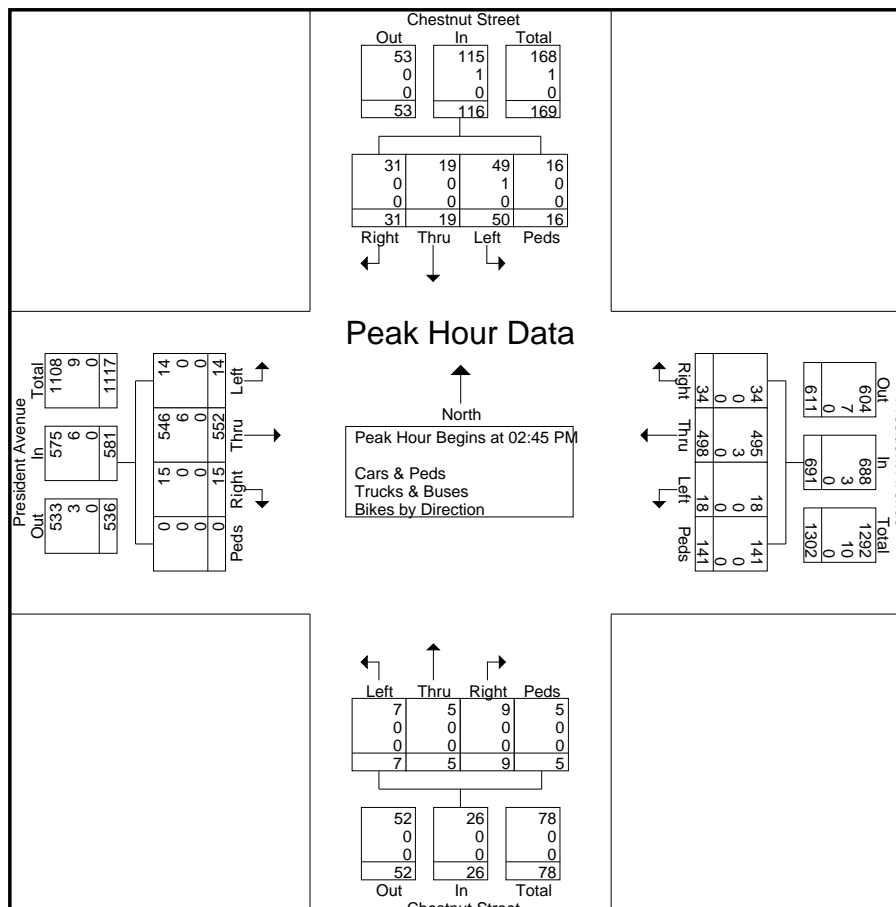 Chestnut Street
Out In Total
53 115 168
0 1 1
0 0 0
53 116 169
31 19 49 16
0 0 1 0
0 0 0 0
31 19 50 16
Right Thru Left Peds
Peak Hour Data
North
Peak Hour Begins at 02:45 PM
Cars & Peds
Trucks & Buses
Bikes by Direction
President Avenue
Total In Out
1108 575 533
9 6 3
0 0 0
1117 581 536
14 546 15 0
0 6 0 0
0 0 0 0
14 552 15 0
Left Thru Right Peds
Right Thru Left Peds
34 495 18 141
0 3 0 0
0 0 0 0
34 498 18 141
Out In Total
604 688 1292
7 3 10
0 0 0
611 691 1302
Left Thru Right Peds
7 5 9 5
0 0 0 0
0 0 0 0
7 5 9 5
52 26 78
0 0 0
0 0 0
52 26 78
Out In Total
Chestnut Street